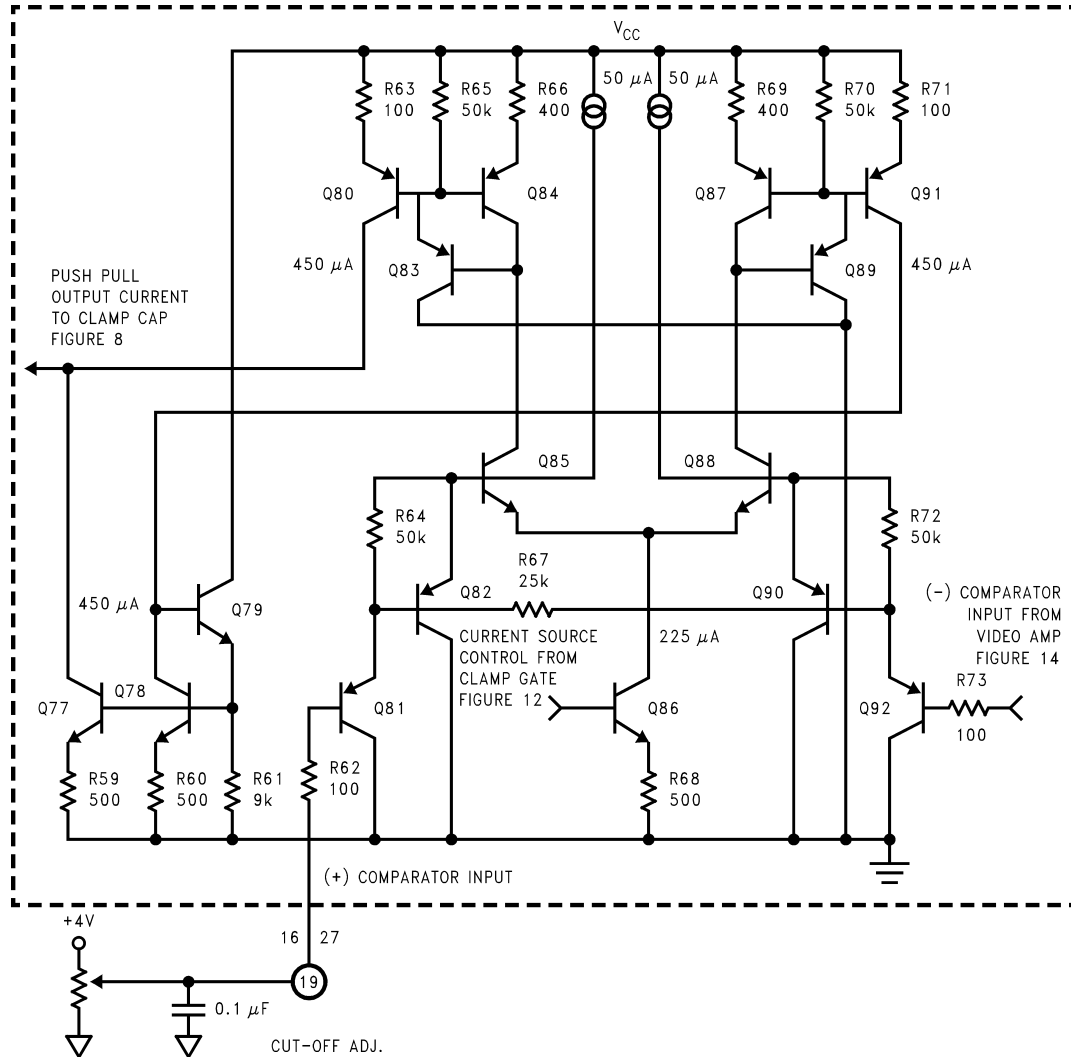 VCC
50 μA 50 μA
R63
100
R65
50k
R66
400
R69
400
R70
50k
R71
100
Q80
Q84
Q87
Q91
450 μA
Q83
Q89
450 μA
PUSH PULL
OUTPUT CURRENT
TO CLAMP CAP
FIGURE 8
Q85
Q88
R64
50k
R72
50k
R67
25k
450 μA
Q79
Q82
Q90
(-) COMPARATOR
INPUT FROM
VIDEO AMP
FIGURE 14
CURRENT SOURCE
CONTROL FROM
CLAMP GATE
FIGURE 12
225 μA
R73
100
Q77
Q78
Q81
Q86
Q92
R59
500
R60
500
R61
9k
R62
100
R68
500
(+) COMPARATOR INPUT
+4V
16 27
19
0.1 μF
CUT-OFF ADJ.